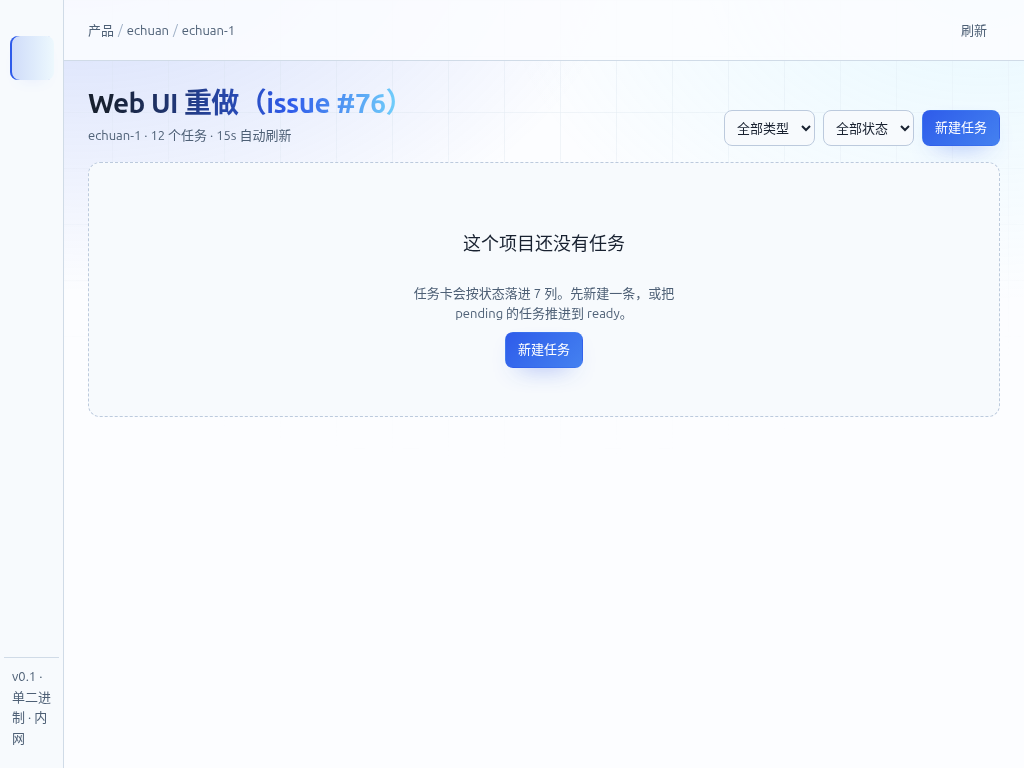 产品 / echuan / echuan-1
刷新
Web UI 重做（issue #76）
echuan-1 · 12 个任务 · 15s 自动刷新
全部类型
全部状态
新建任务
这个项目还没有任务
任务卡会按状态落进 7 列。先新建一条，或把
pending 的任务推进到 ready。
新建任务
v0.1 ·
单二进
制 · 内
网